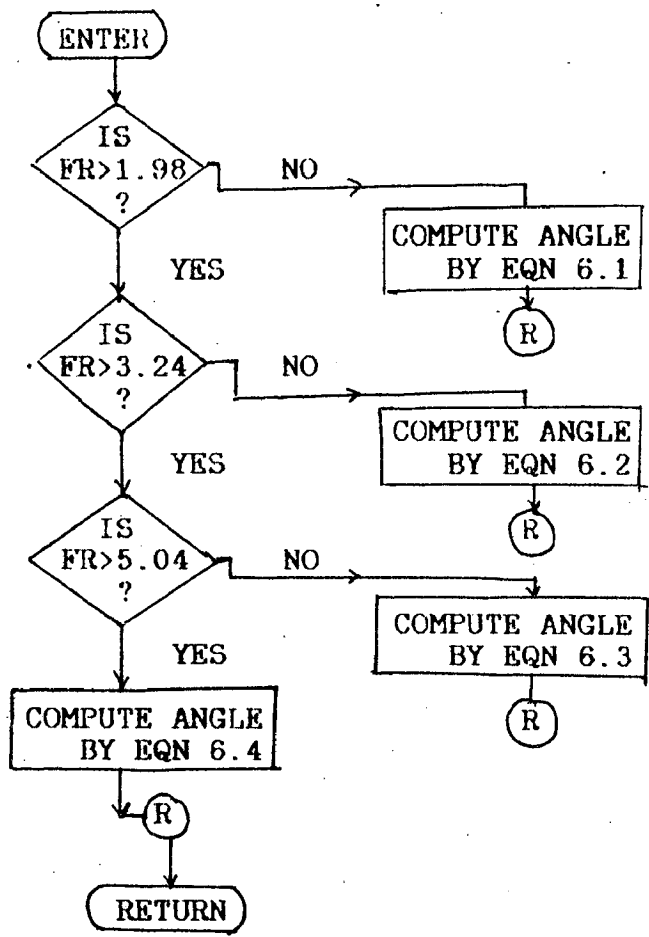 ENTER
IS
FR>1.98
?
NO
COMPUTE ANGLE
BY EQN 6.1
R
YES
IS
FR>3.24
?
NO
COMPUTE ANGLE
BY EQN 6.2
R
YES
IS
FR>5.04
?
NO
COMPUTE ANGLE
BY EQN 6.3
R
YES
COMPUTE ANGLE
BY EQN 6.4
R
RETURN